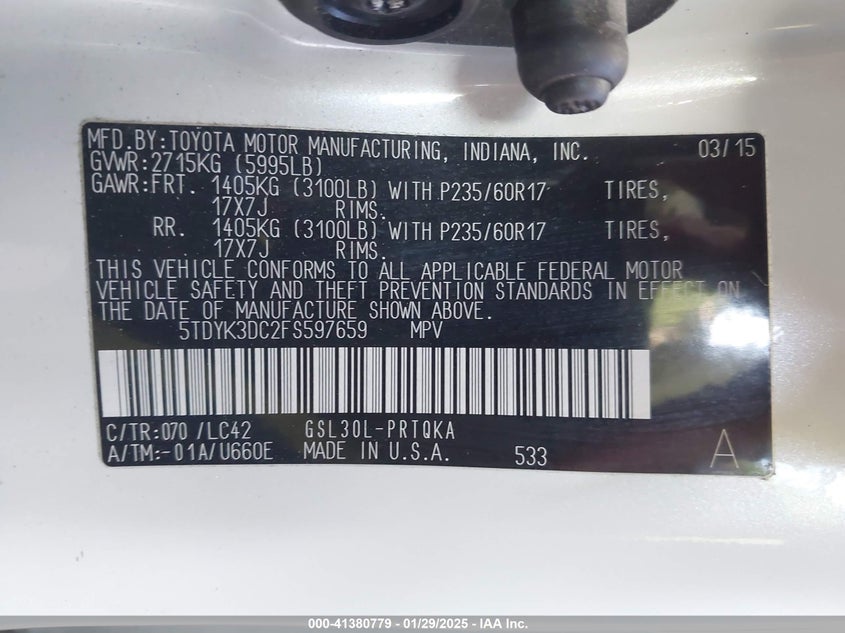 MFD.BY:TOYOTA MOTOR MANUFACTURING, INDIANA, INC. 03/15
GVWR:2715KG (5995LB)
GAWR:FRT. 1405KG (3100LB) WITH P235/60R17 TIRES,
17X7J RIMS.
RR. 1405KG (3100LB) WITH P235/60R17 TIRES,
17X7J RIMS.
THIS VEHICLE CONFORMS TO ALL APPLICABLE FEDERAL MOTOR
VEHICLE SAFETY AND THEFT PREVENTION STANDARDS IN EFFECT ON
THE DATE OF MANUFACTURE SHOWN ABOVE.
5TDYK3DC2FS597659 MPV
C/TR:070 /LC42 GSL30L-PRTQKA
A/TM:-01A/U660E MADE IN U.S.A. 533 A
000-41380779 — 01/29/2025 — IAA Inc.